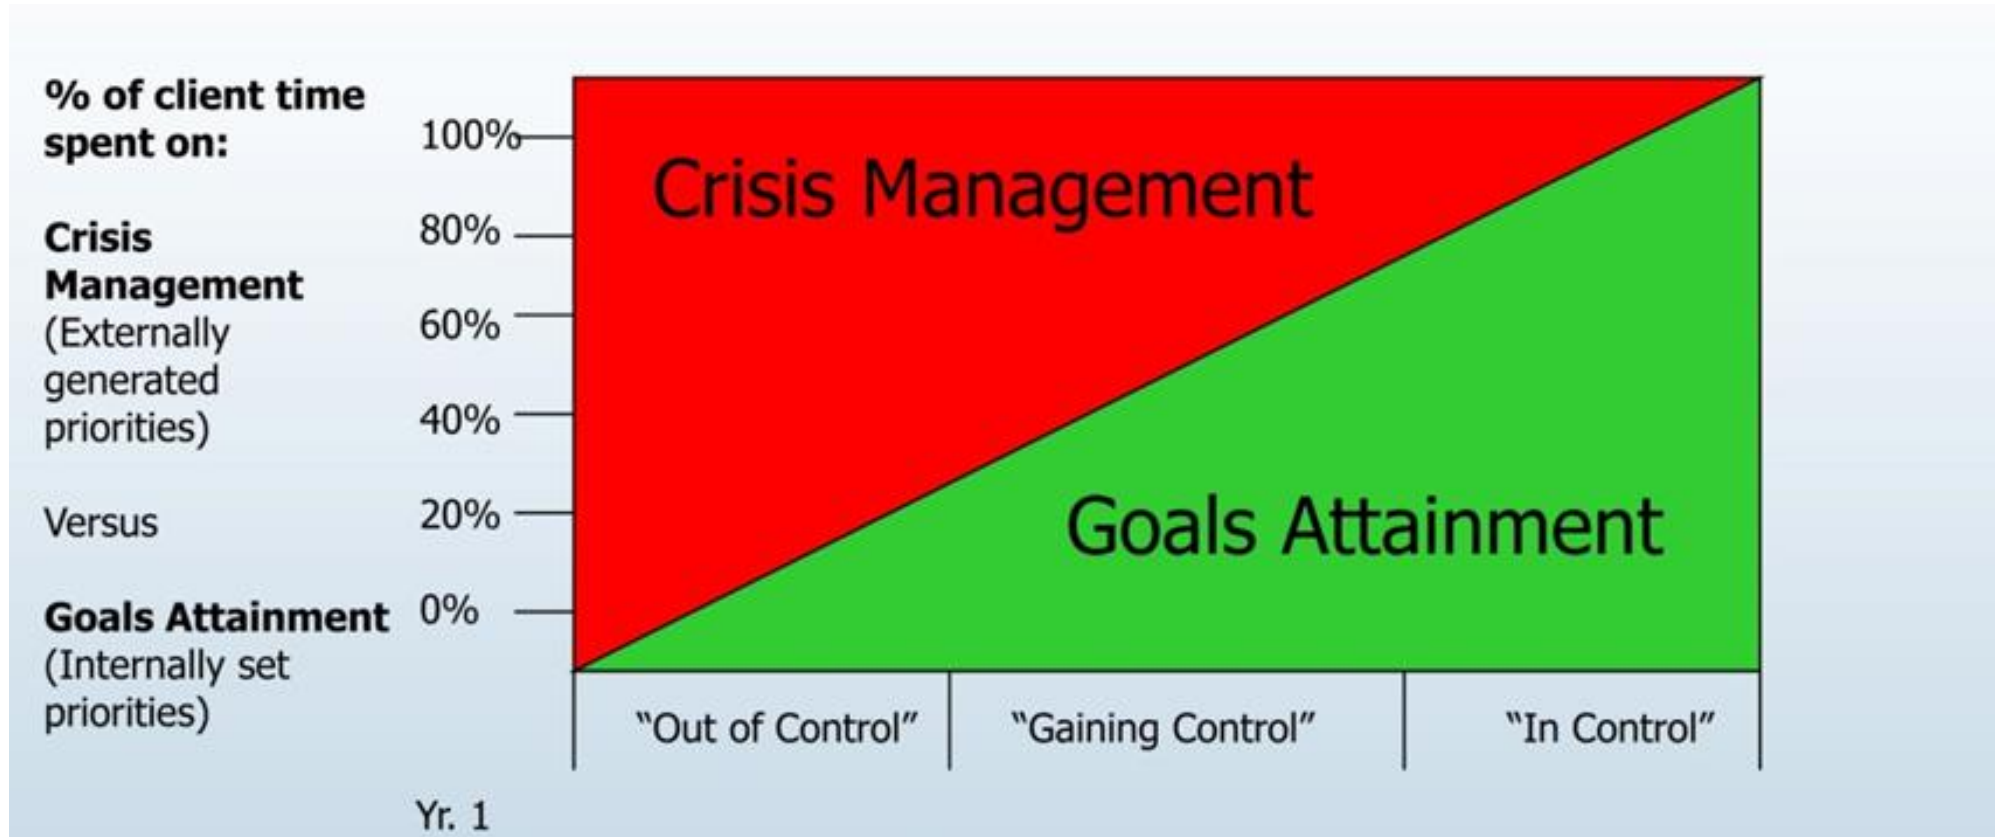 % of client time
spent on:
Crisis
Management
(Externally
generated
priorities)
Versus
Goals Attainment
(Internally set
priorities)
100%
80%
60%
40%
20%
0%
Crisis Management
Goals Attainment
“Out of Control”
“Gaining Control”
“In Control”
Yr. 1